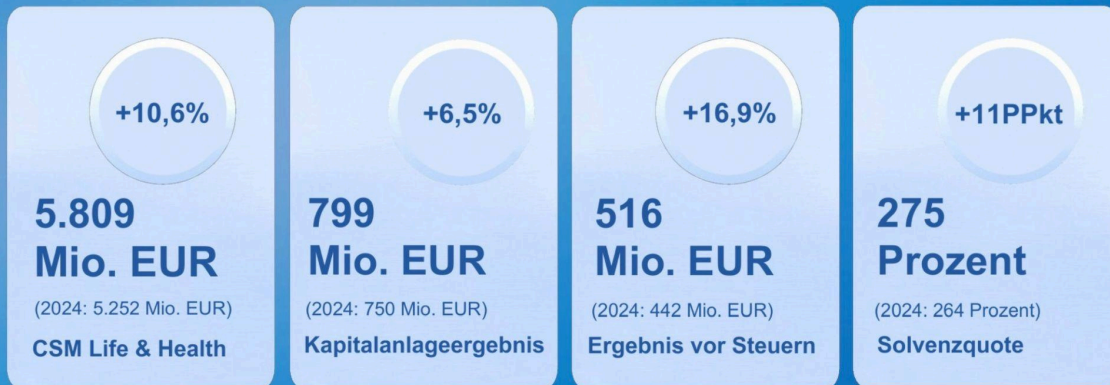 +10,6%
5.809
Mio. EUR
(2024: 5.252 Mio. EUR)
CSM Life & Health
+6,5%
799
Mio. EUR
(2024: 750 Mio. EUR)
Kapitalanlageergebnis
+16,9%
516
Mio. EUR
(2024: 442 Mio. EUR)
Ergebnis vor Steuern
+11PPkt
275
Prozent
(2024: 264 Prozent)
Solvenzquote